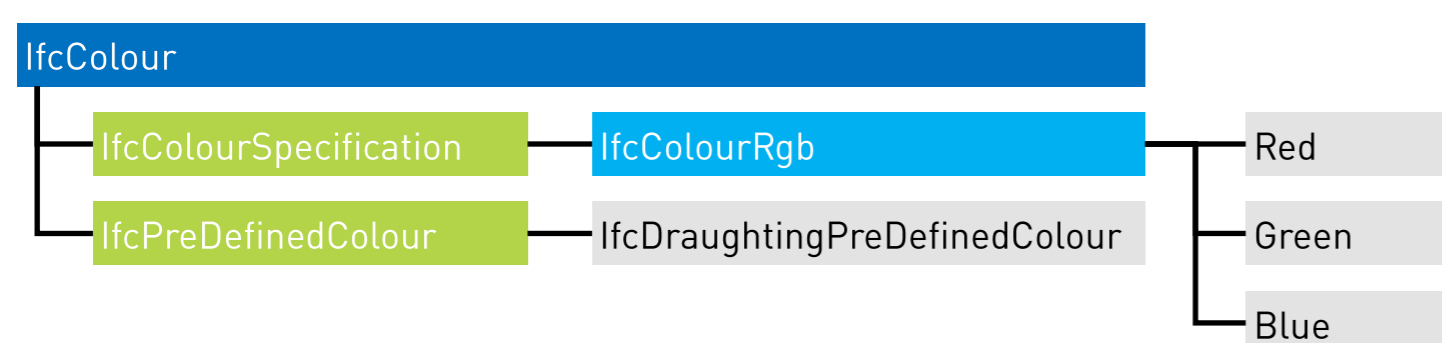 IfcColour
IfcColourSpecification
IfcColourRgb
Red
IfcPreDefinedColour
IfcDraughtingPreDefinedColour
Green
Blue